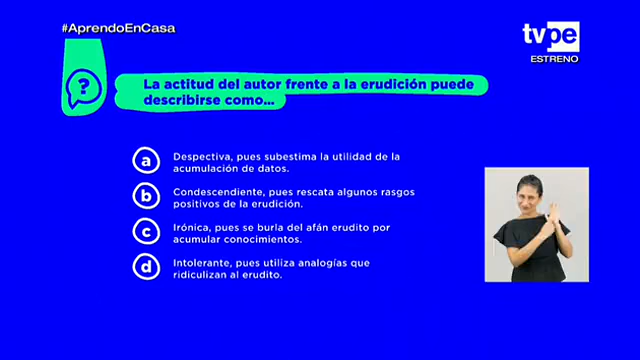 #AprendoEnCasa
tvpe
ESTRENO
?
La actitud del autor frente a la erudición puede
describirse como...
a
Despectiva, pues subestima la utilidad de la
acumulación de datos.
b
Condescendiente, pues rescata algunos rasgos
positivos de la erudición.
c
Irónica, pues se burla del afán erudito por
acumular conocimientos.
d
Intolerante, pues utiliza analogías que
ridiculizan al erudito.